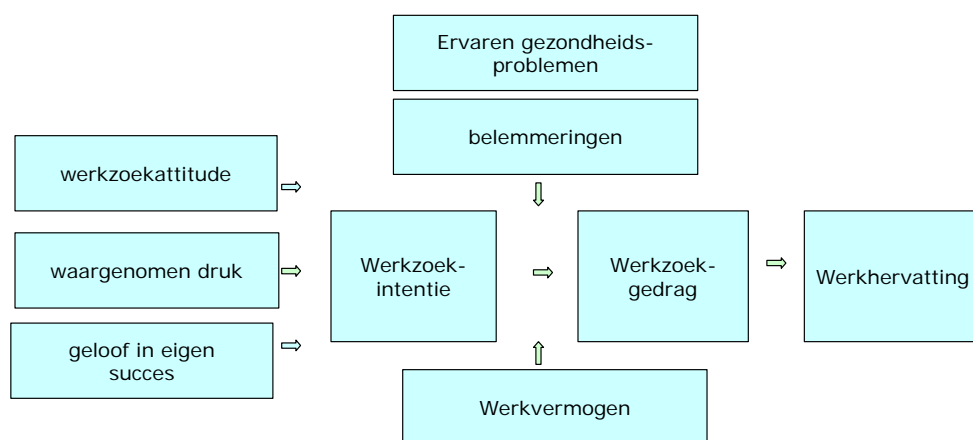 Ervaren gezondheids-
problemen
belemmeringen
werkzoekattitude
waargenomen druk
geloof in eigen
succes
Werkzoek-
intentie
Werkzoek-
gedrag
Werkhervatting
Werkvermogen